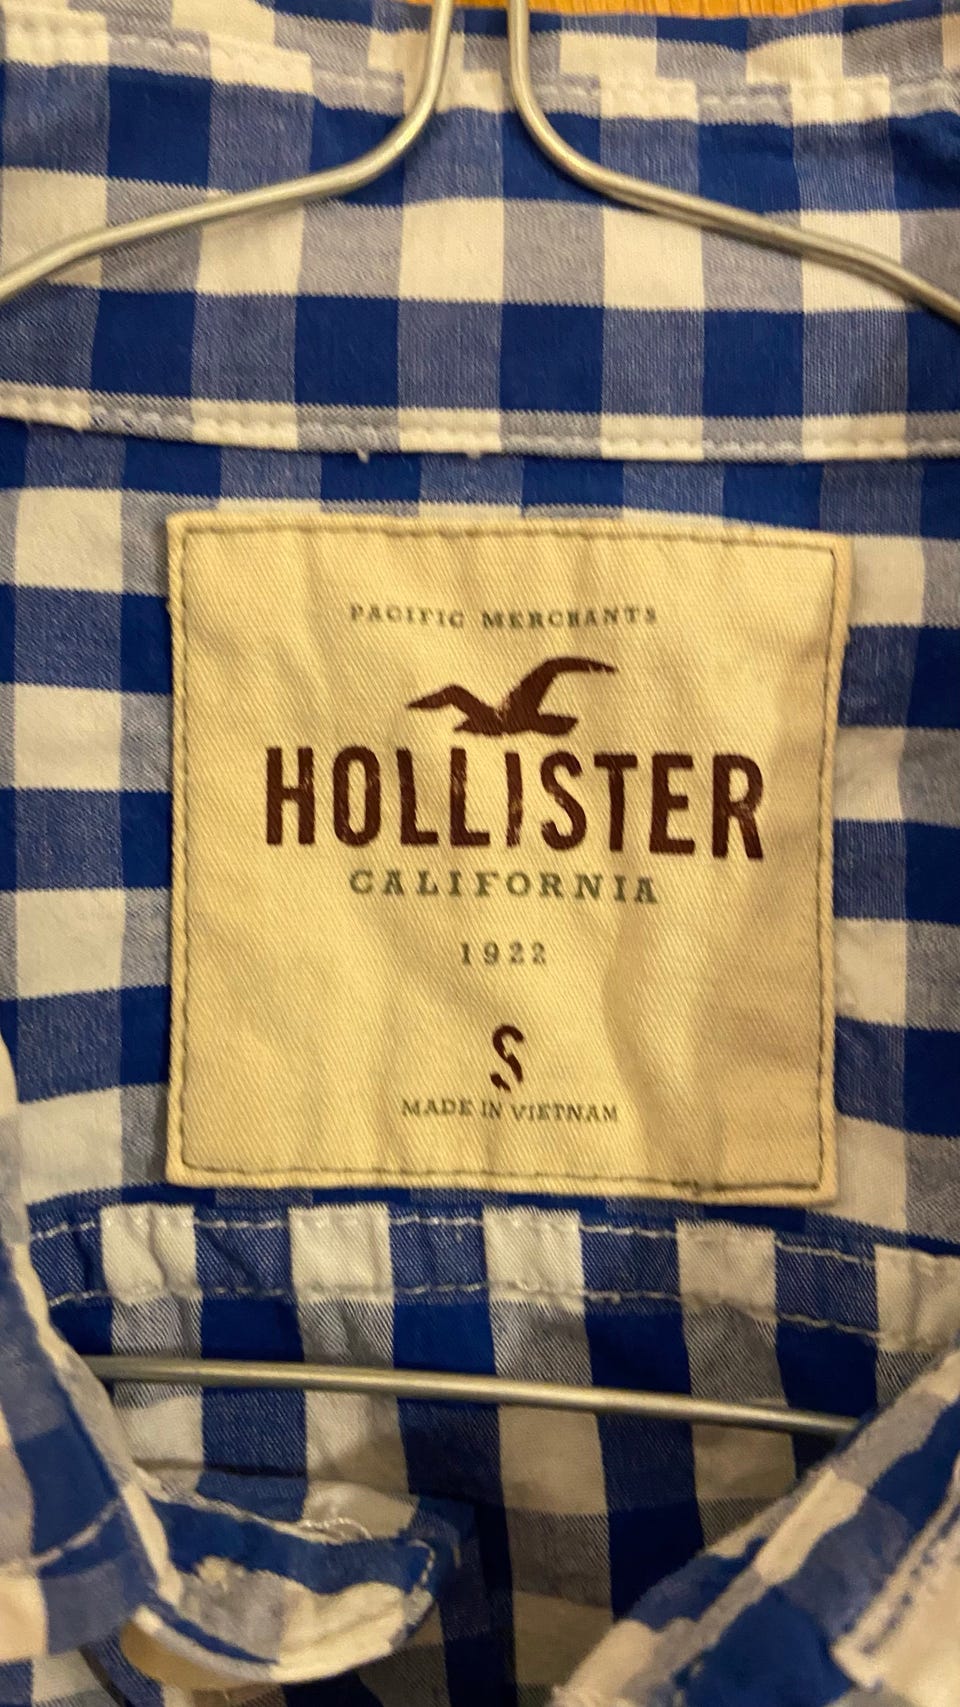 PACIFIC MERCHANTS
HOLLISTER
CALIFORNIA
1922
S
MADE IN VIETNAM